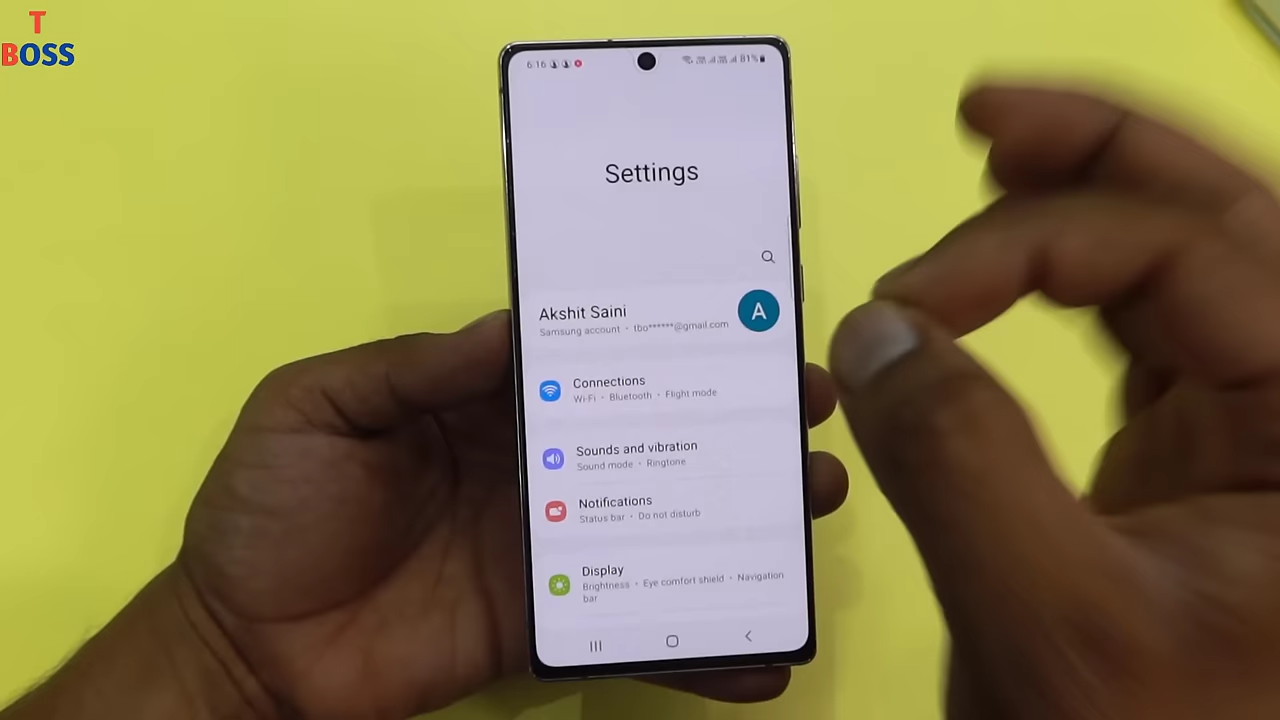 T
BOSS
6:16
81%
Settings
Akshit Saini
A
Samsung account • tbo******@gmail.com
Connections
Wi-Fi • Bluetooth • Flight mode
Sounds and vibration
Sound mode • Ringtone
Notifications
Status bar • Do not disturb
Display
Brightness • Eye comfort shield • Navigation
bar